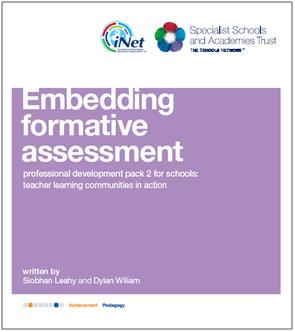 iNet
Specialist Schools
and Academies Trust
THE SCHOOLS NETWORK™
Embedding
formative
assessment
professional development pack 2 for schools:
teacher learning communities in action
written by
Siobhan Leahy and Dylan Wiliam
Achievement Pedagogy